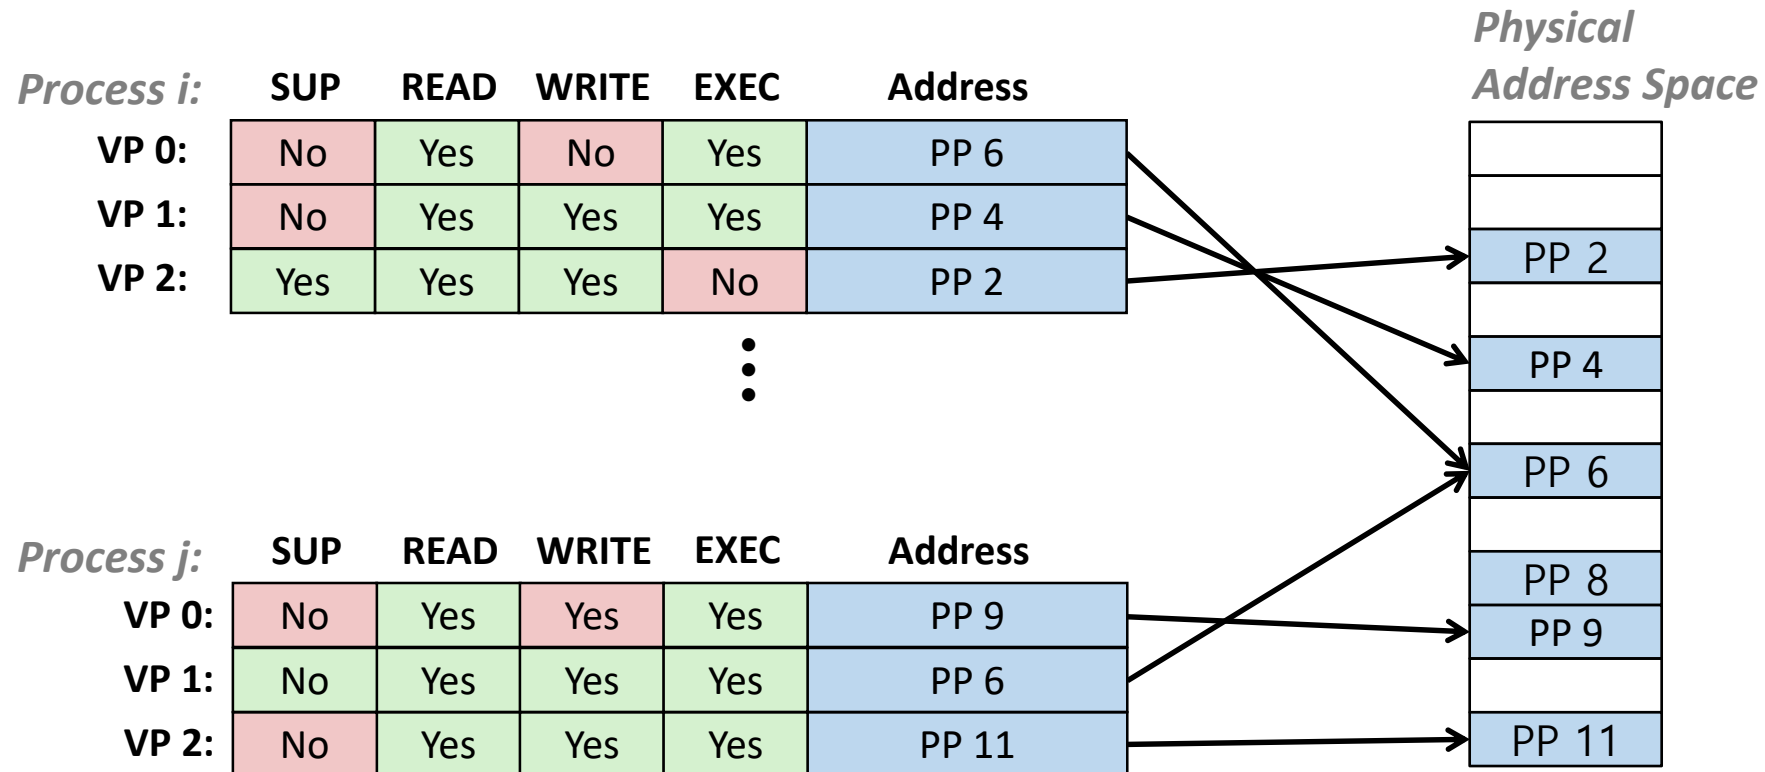 Physical
Address Space
Process i: SUP READ WRITE EXEC Address
VP 0: No Yes No Yes PP 6
VP 1: No Yes Yes Yes PP 4
VP 2: Yes Yes Yes No PP 2
PP 2
PP 4
PP 6
PP 8
PP 9
PP 11
Process j: SUP READ WRITE EXEC Address
VP 0: No Yes Yes Yes PP 9
VP 1: No Yes Yes Yes PP 6
VP 2: No Yes Yes Yes PP 11